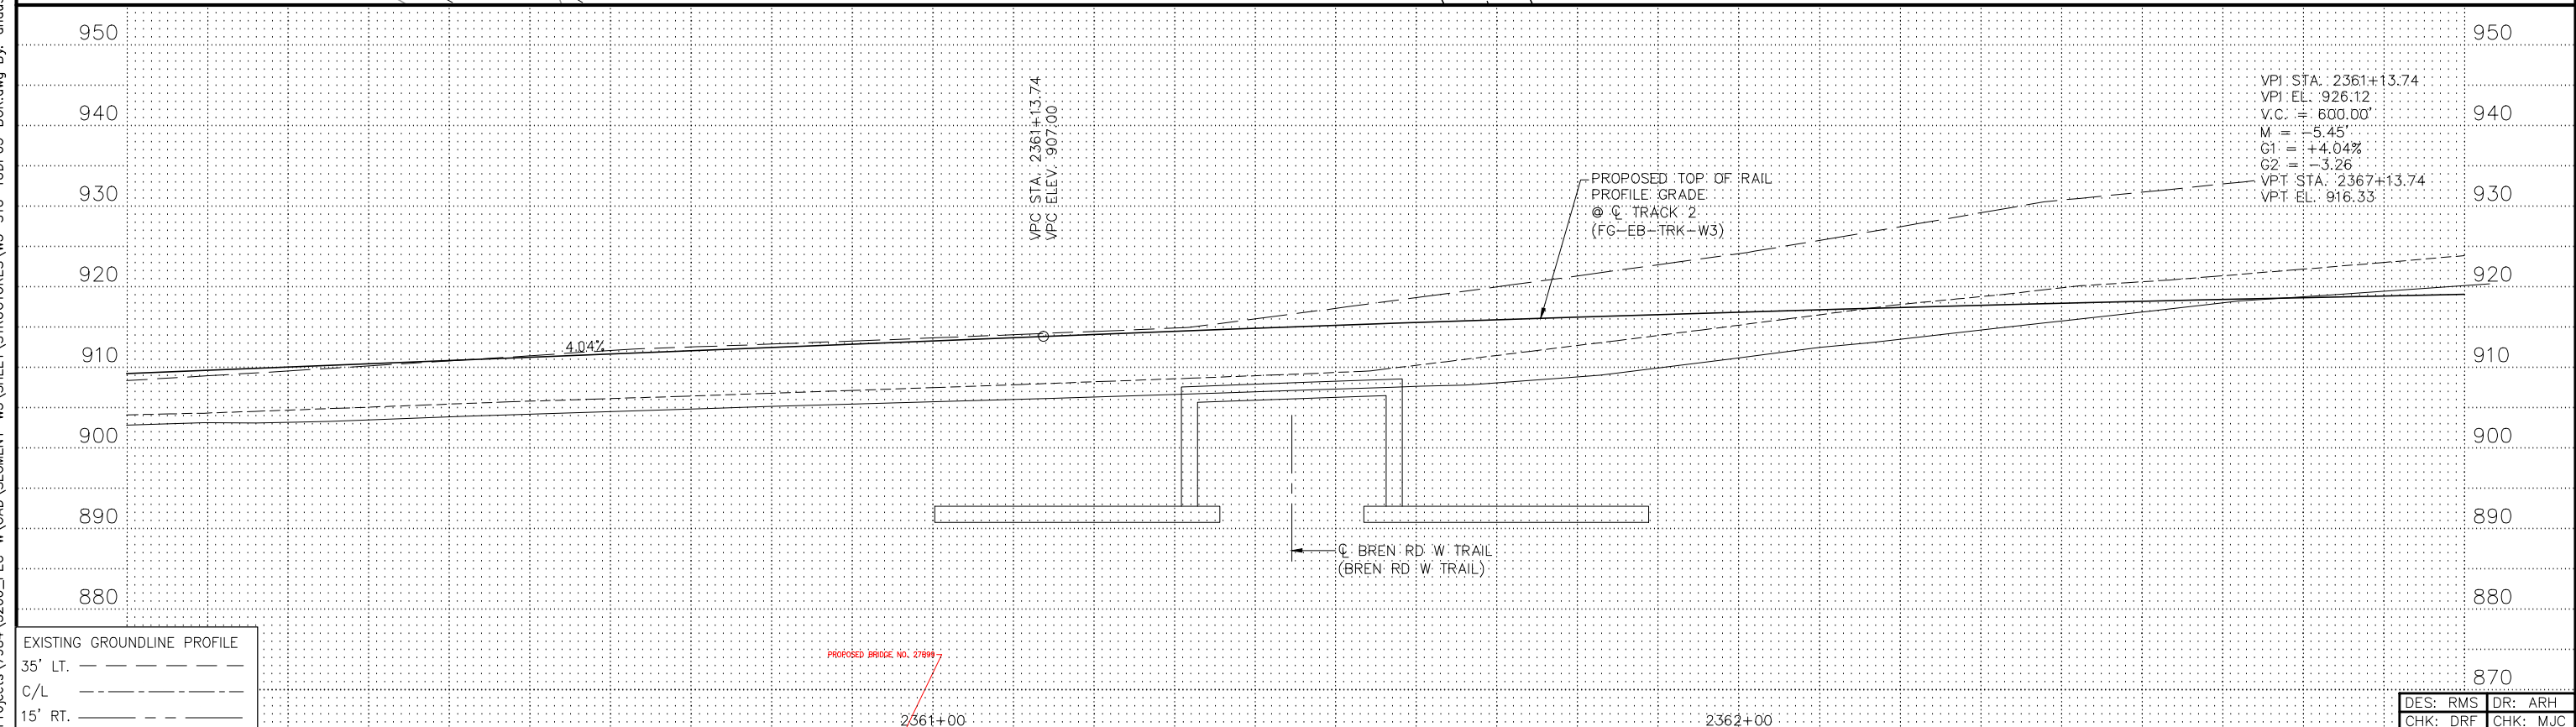 950
940
930
920
910
900
890
880
950
940
930
920
910
900
890
880
870
VPC STA. 2361+13.74
VPC ELEV. 907.00
VPI STA. 2361+13.74
VPI EL. 926.12
V.C. = 600.00'
M = -5.45'
G1 = +4.04%
G2 = -3.26
VPT STA. 2367+13.74
VPT EL. 916.33
PROPOSED TOP OF RAIL
PROFILE GRADE
@ ℄ TRACK 2
(FG-EB-TRK-W3)
4.04%
℄ BREN RD W TRAIL
(BREN RD W TRAIL)
EXISTING GROUNDLINE PROFILE
35' LT.
C/L
15' RT.
PROPOSED BRIDGE NO. 27B99
2361+00
2362+00
DES: RMS DR: ARH
CHK: DRF CHK: MJC